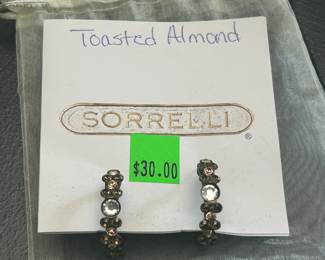 Toasted Almond
SORRELLI
®
$30.00